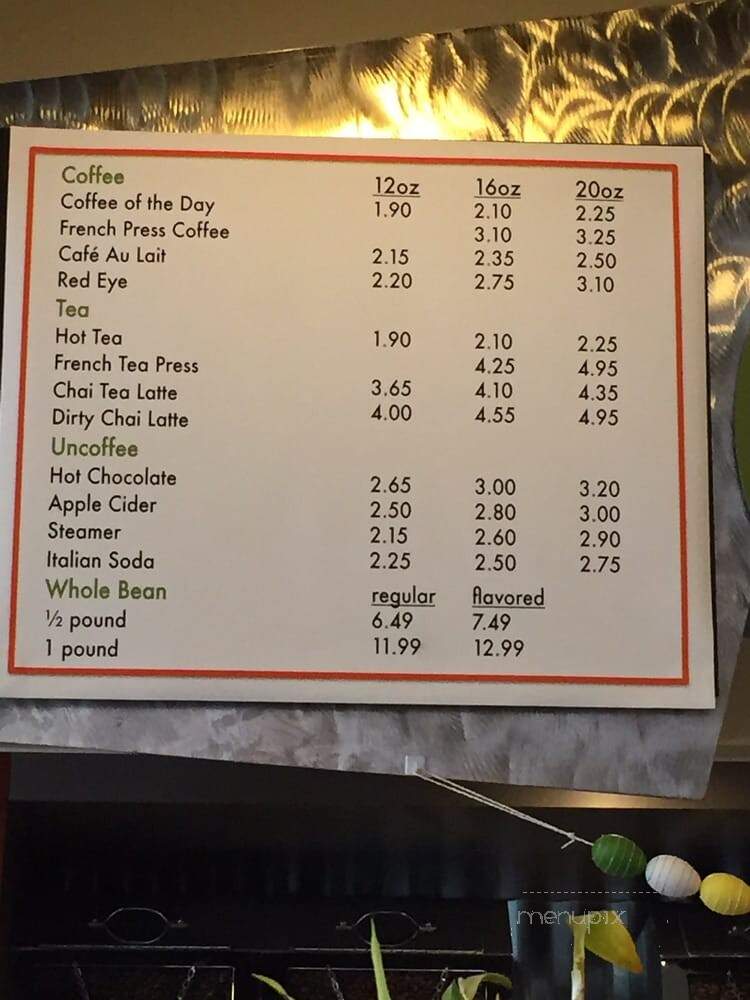 Coffee 12oz 16oz 20oz
Coffee of the Day 1.90 2.10 2.25
French Press Coffee 3.10 3.25
Café Au Lait 2.15 2.35 2.50
Red Eye 2.20 2.75 3.10
Tea
Hot Tea 1.90 2.10 2.25
French Tea Press 4.25 4.95
Chai Tea Latte 3.65 4.10 4.35
Dirty Chai Latte 4.00 4.55 4.95
Uncoffee
Hot Chocolate 2.65 3.00 3.20
Apple Cider 2.50 2.80 3.00
Steamer 2.15 2.60 2.90
Italian Soda 2.25 2.50 2.75
Whole Bean regular flavored
½ pound 6.49 7.49
1 pound 11.99 12.99
menupix